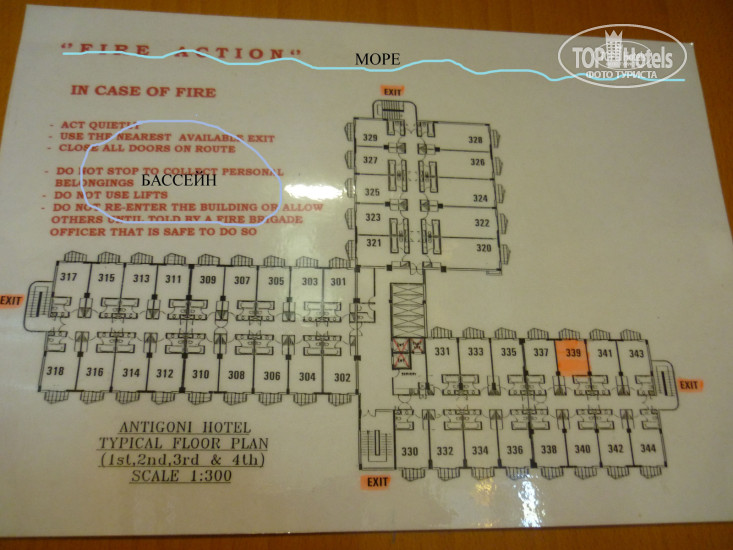 "FIRE ACTION"
МОРЕ
TOP Hotels
ФОТО ТУРИСТА
IN CASE OF FIRE
- ACT QUIETLY
- USE THE NEAREST AVAILABLE EXIT
- CLOSE ALL DOORS ON ROUTE
- DO NOT STOP TO COLLECT PERSONAL
BELONGINGS
БАССЕЙН
- DO NOT USE LIFTS
- DO NOT RE-ENTER THE BUILDING OR ALLOW
OTHERS UNTIL TOLD BY A FIRE BRIGADE
OFFICER THAT IS SAFE TO DO SO
EXIT
329 328
327 326
325 324
323 322
321 320
317 315 313 311 309 307 305 303 301
EXIT
318 316 314 312 310 308 306 304 302
331 333 335 337 339 341 343
EXIT
330 332 334 336 338 340 342 344
EXIT
ANTIGONI HOTEL
TYPICAL FLOOR PLAN
(1st,2nd,3rd & 4th)
SCALE 1:300